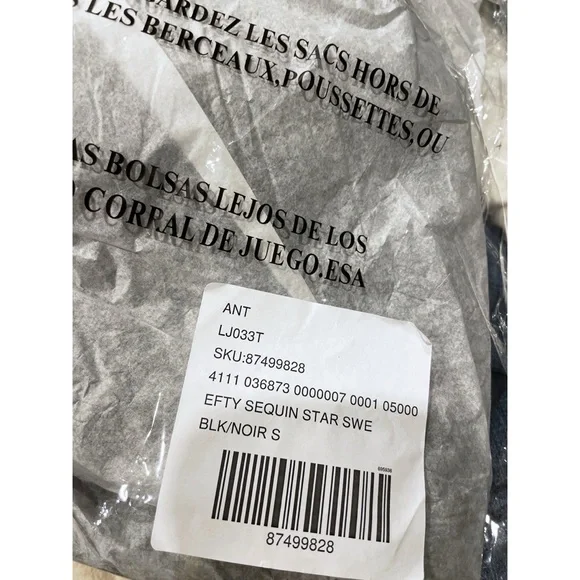 ARDEZ LES SACS HORS DE
LES BERCEAUX,POUSSETTES,OU
AS BOLSAS LEJOS DE LOS
CORRAL DE JUEGO.ESA
ANT
LJ033T
SKU:87499828
4111 036873 0000007 0001 05000
EFTY SEQUIN STAR SWE
BLK/NOIR S
87499828